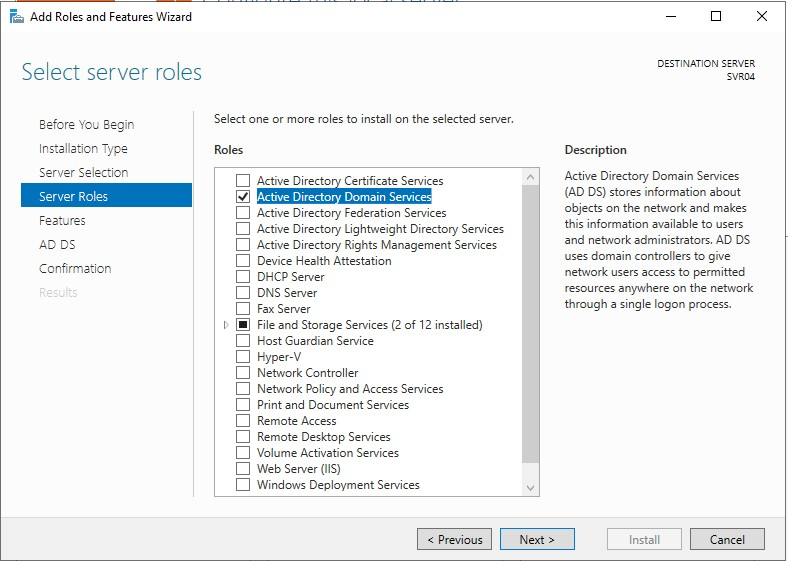 Add Roles and Features Wizard
Select server roles
DESTINATION SERVER
SVR04
Before You Begin
Installation Type
Server Selection
Server Roles
Features
AD DS
Confirmation
Results
Select one or more roles to install on the selected server.
Roles
Active Directory Certificate Services
Active Directory Domain Services
Active Directory Federation Services
Active Directory Lightweight Directory Services
Active Directory Rights Management Services
Device Health Attestation
DHCP Server
DNS Server
Fax Server
File and Storage Services (2 of 12 installed)
Host Guardian Service
Hyper-V
Network Controller
Network Policy and Access Services
Print and Document Services
Remote Access
Remote Desktop Services
Volume Activation Services
Web Server (IIS)
Windows Deployment Services
Description
Active Directory Domain Services
(AD DS) stores information about
objects on the network and makes
this information available to users
and network administrators. AD DS
uses domain controllers to give
network users access to permitted
resources anywhere on the network
through a single logon process.
< Previous
Next >
Install
Cancel